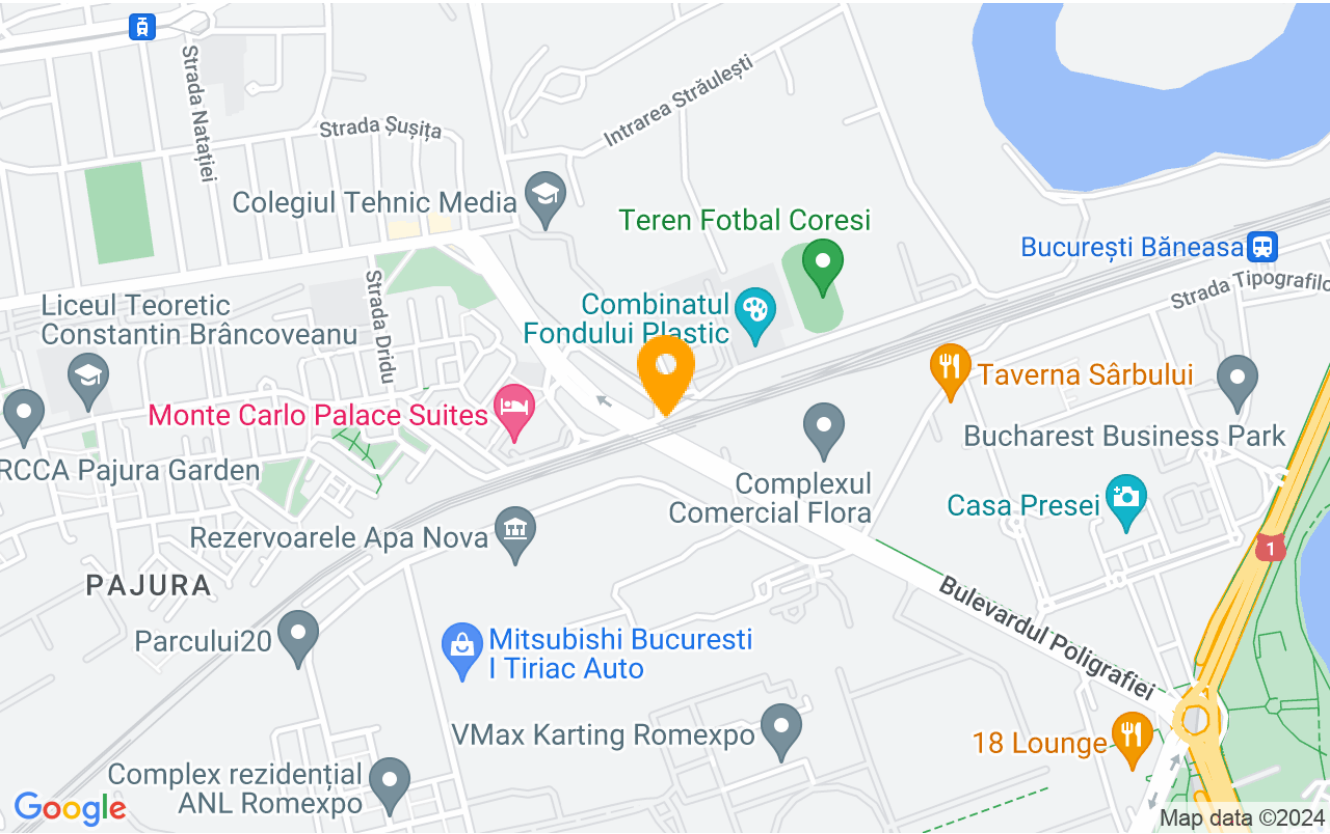 Strada Natației
Strada Șușița
Intrarea Străulești
Colegiul Tehnic Media
Teren Fotbal Coresi
București Băneasa
Strada Tipografilo
Strada Dridu
Liceul Teoretic
Constantin Brâncoveanu
Combinatul
Fondului Plastic
Taverna Sârbului
Monte Carlo Palace Suites
Bucharest Business Park
RCCA Pajura Garden
Complexul
Comercial Flora
Casa Presei
Rezervoarele Apa Nova
1
PAJURA
Bulevardul Poligrafiei
Parcului20
Mitsubishi Bucuresti
I Tiriac Auto
VMax Karting Romexpo
18 Lounge
Complex rezidențial
ANL Romexpo
Google
Map data ©2024